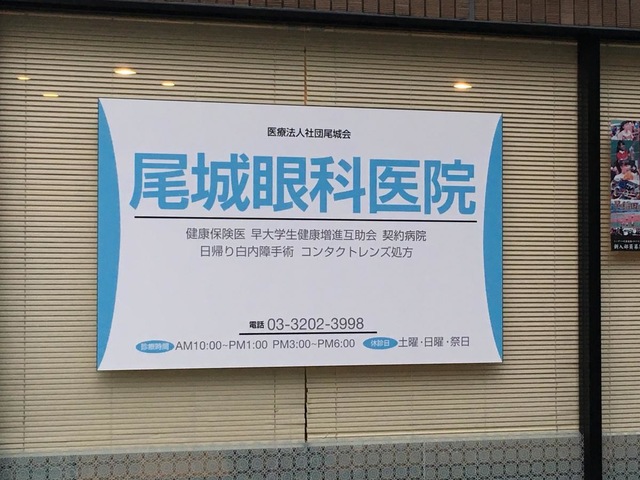 医療法人社団尾城会
尾城眼科医院
健康保険医 早大学生健康増進互助会 契約病院
日帰り白内障手術 コンタクトレンズ処方
電話 03-3202-3998
診療時間 AM10:00~PM1:00 PM3:00~PM6:00 休診日 土曜・日曜・祭日